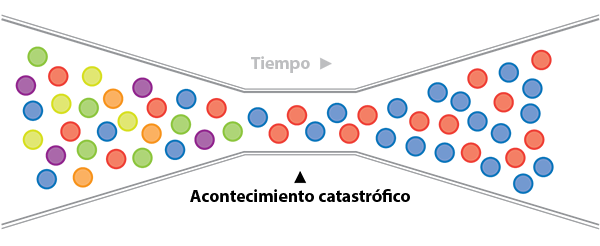 Tiempo ►
▲
Acontecimiento catastrófico